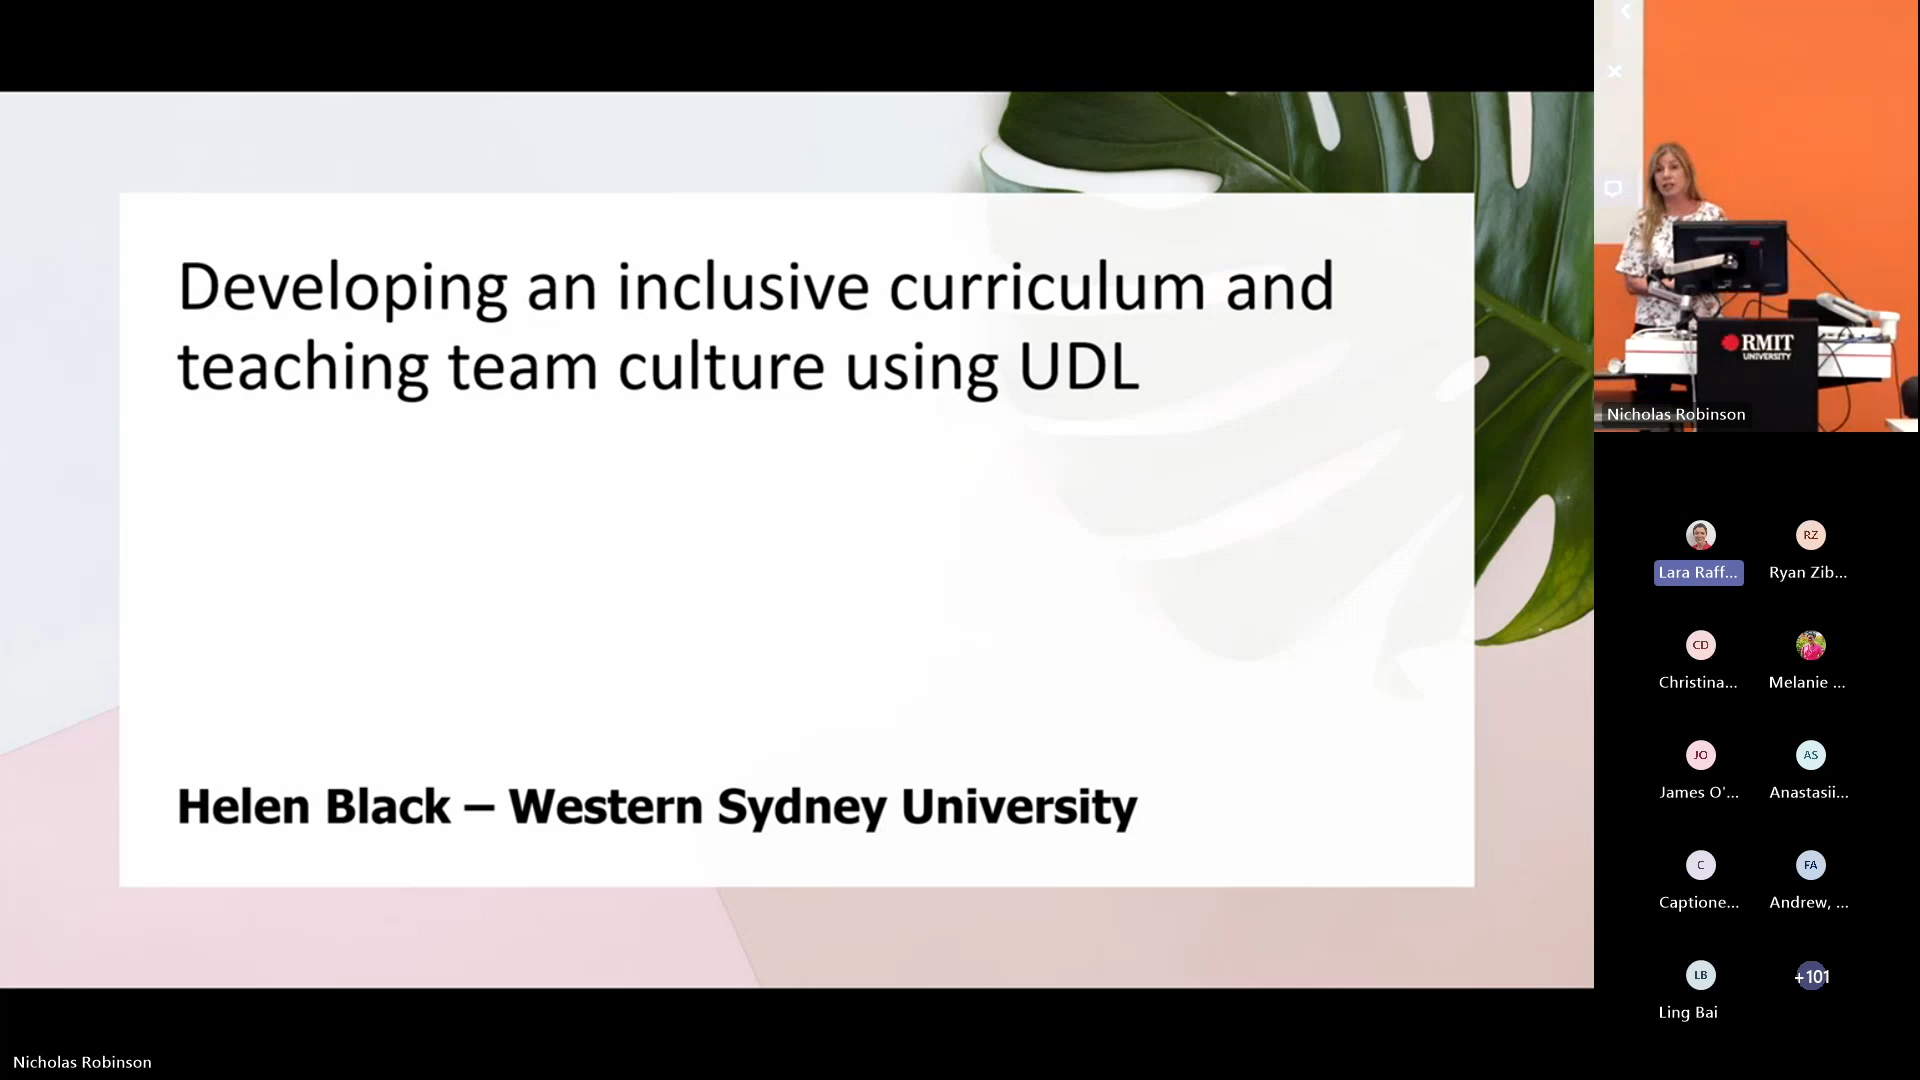 Developing an inclusive curriculum and
teaching team culture using UDL
Helen Black – Western Sydney University
Nicholas Robinson
RMIT
UNIVERSITY
Nicholas Robinson
Lara Raff...
RZ
Ryan Zib...
CD
Christina...
Melanie ...
JO
James O'...
AS
Anastasii...
C
Captione...
FA
Andrew, ...
LB
Ling Bai
+101